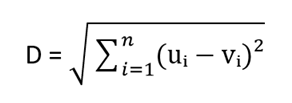 D = √∑ⁿᵢ₌₁(uᵢ − vᵢ)²